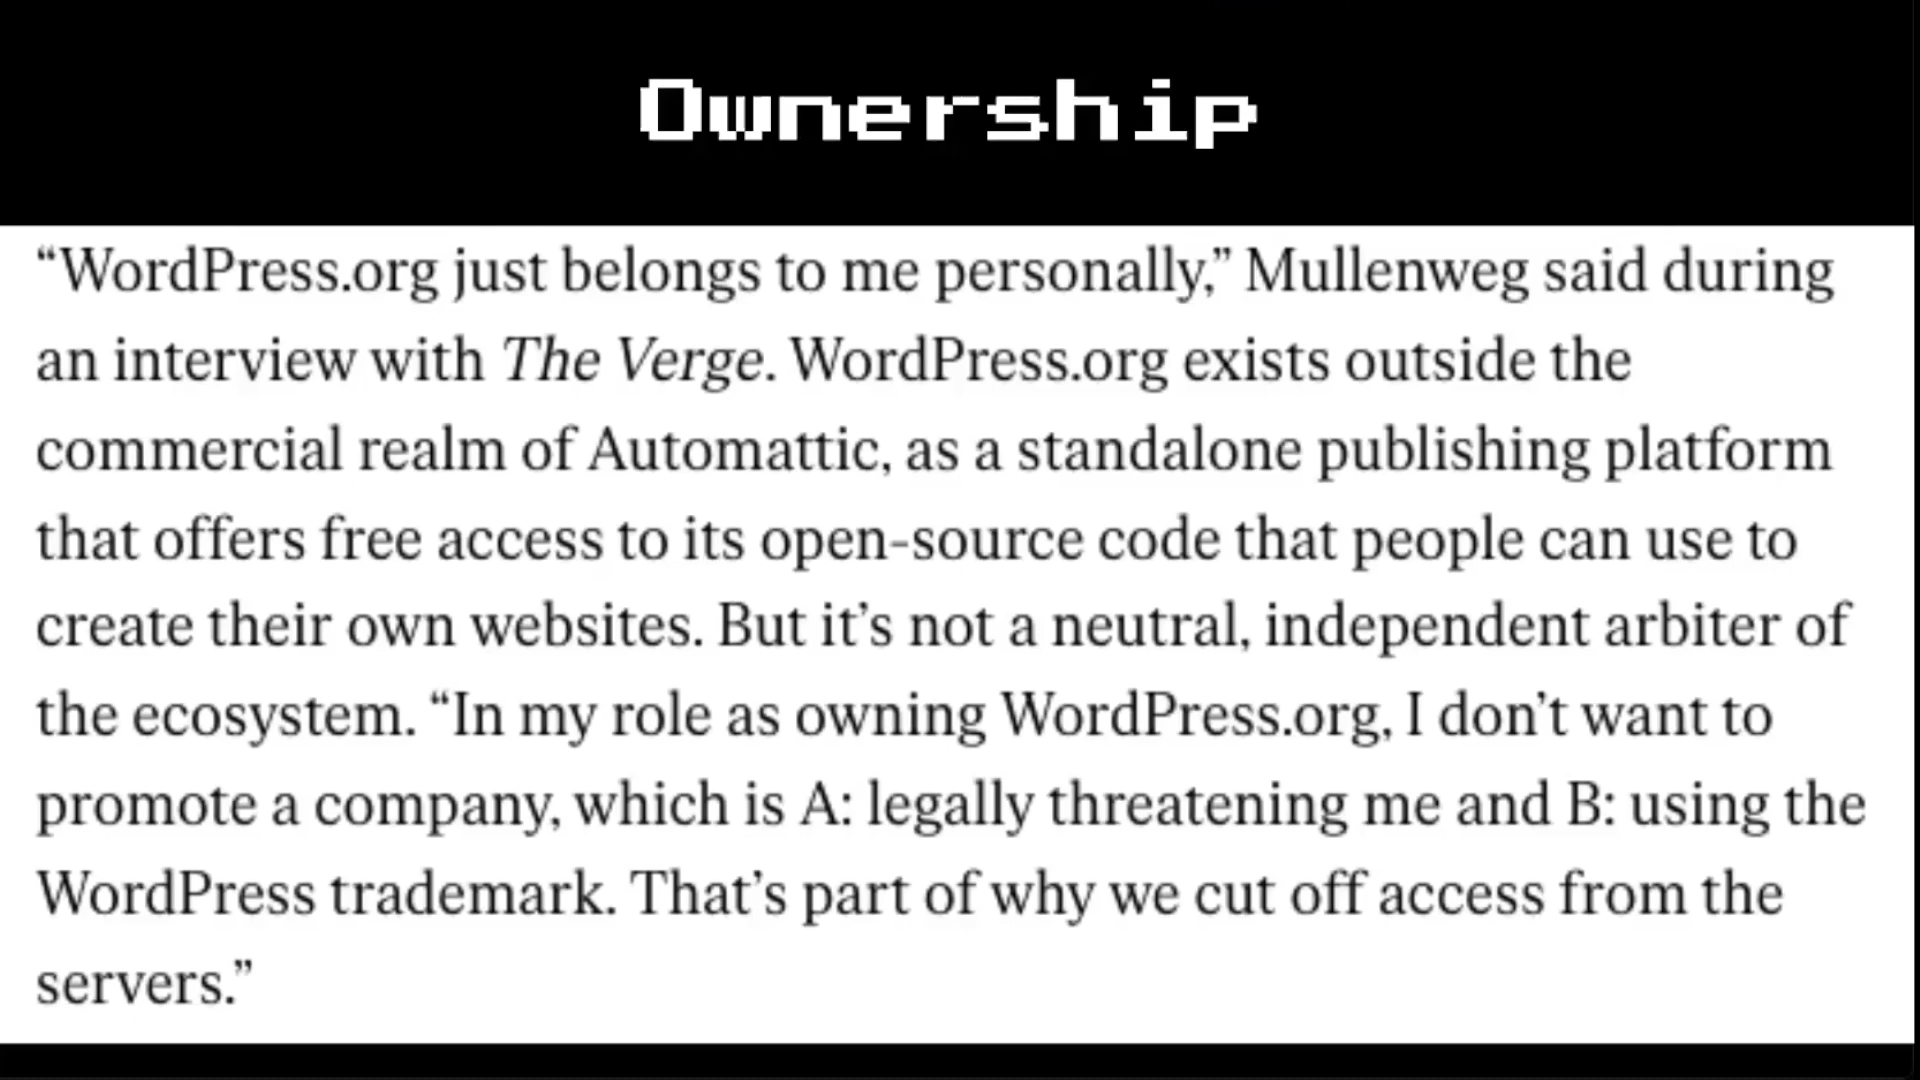 Ownership
“WordPress.org just belongs to me personally,” Mullenweg said during
an interview with The Verge. WordPress.org exists outside the
commercial realm of Automattic, as a standalone publishing platform
that offers free access to its open-source code that people can use to
create their own websites. But it’s not a neutral, independent arbiter of
the ecosystem. “In my role as owning WordPress.org, I don’t want to
promote a company, which is A: legally threatening me and B: using the
WordPress trademark. That’s part of why we cut off access from the
servers.”